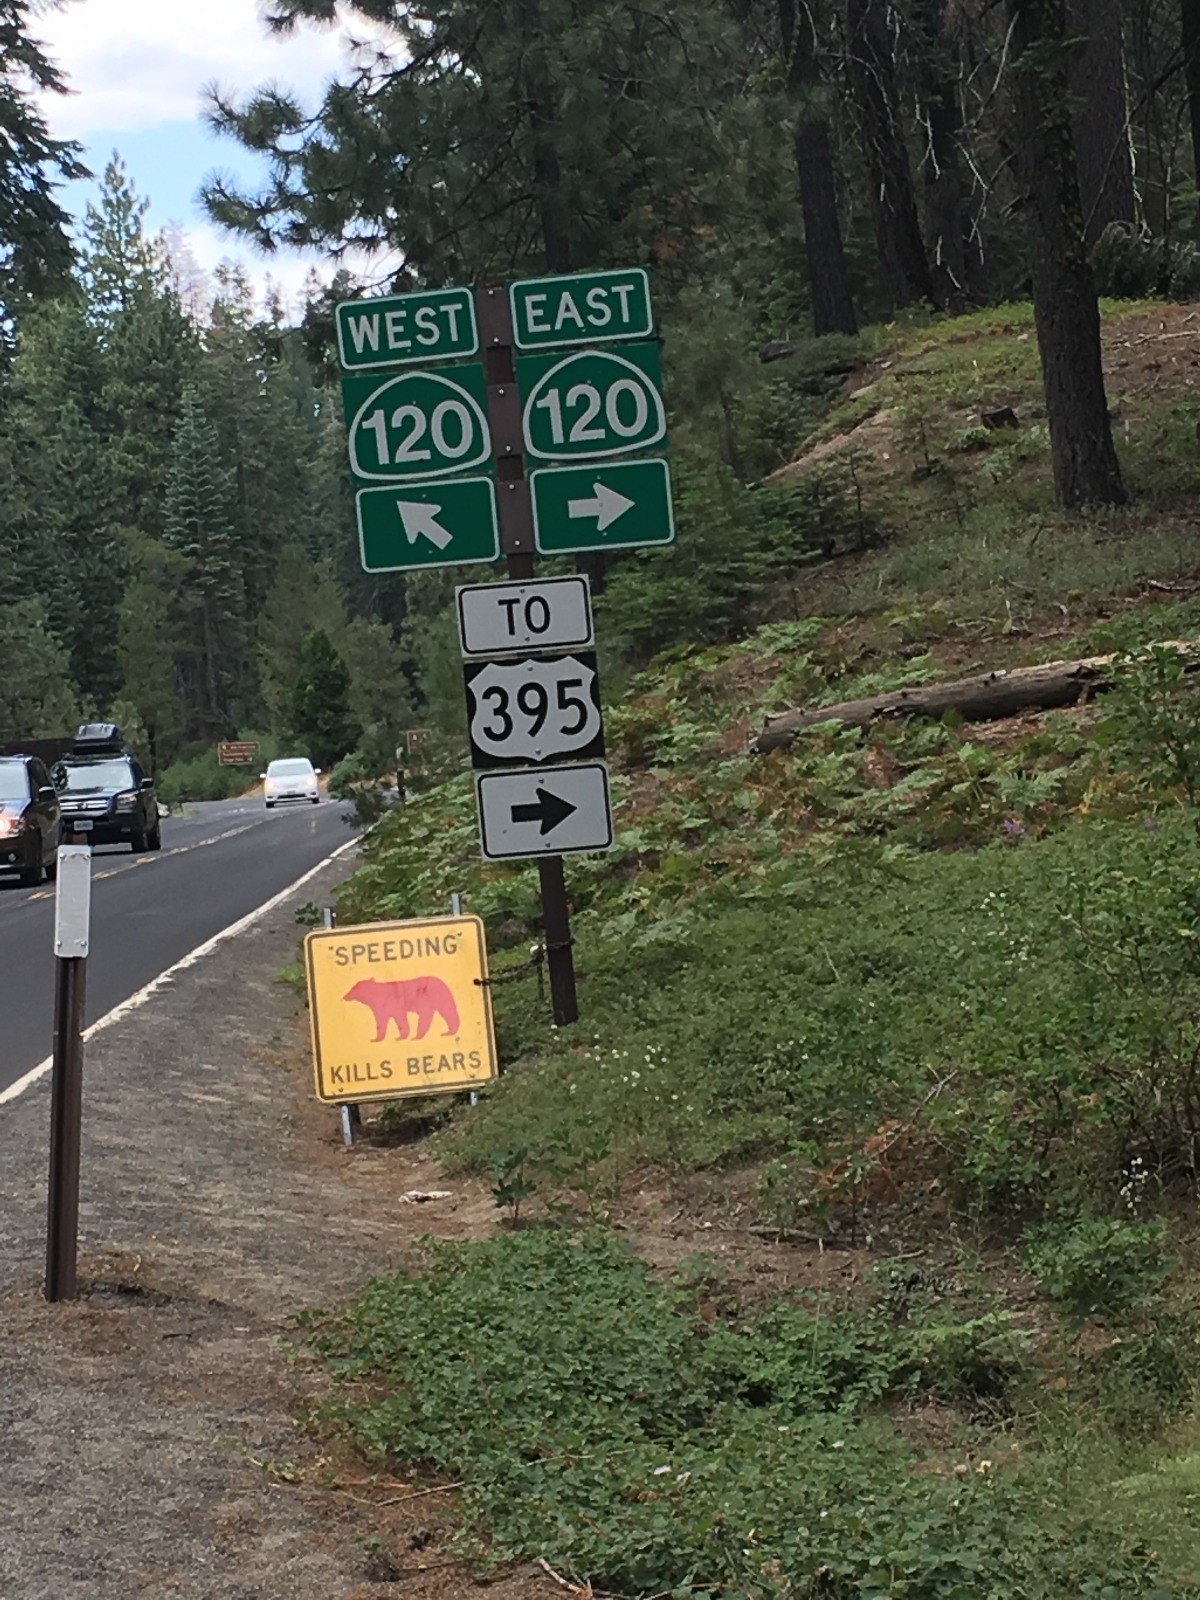 WEST
EAST
120
120
TO
395
"SPEEDING"
KILLS BEARS